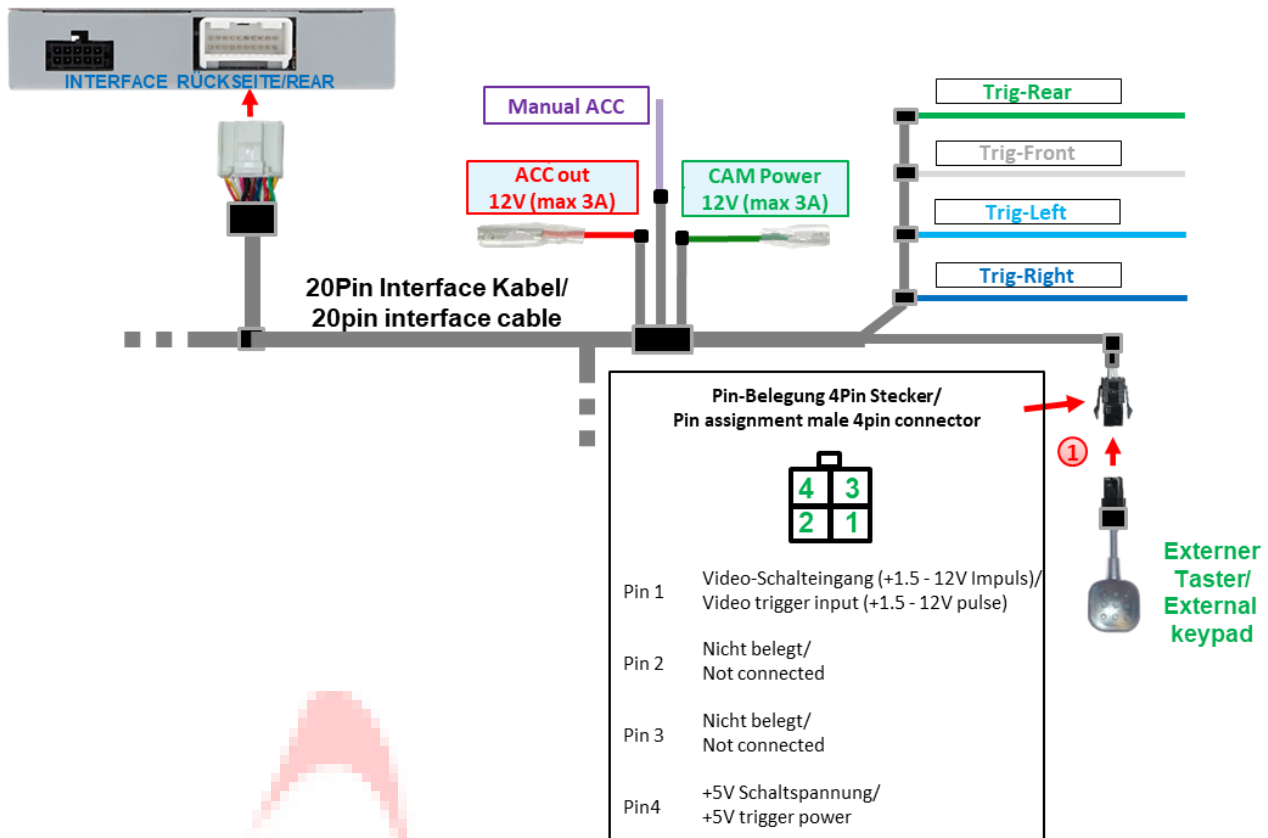 INTERFACE RÜCKSEITE/REAR
Manual ACC
ACC out
12V (max 3A)
CAM Power
12V (max 3A)
Trig-Rear
Trig-Front
Trig-Left
Trig-Right
20Pin Interface Kabel/
20pin interface cable
Pin-Belegung 4Pin Stecker/
Pin assignment male 4pin connector
4 3
2 1
Pin 1
Video-Schalteingang (+1.5 - 12V Impuls)/
Video trigger input (+1.5 - 12V pulse)
Pin 2
Nicht belegt/
Not connected
Pin 3
Nicht belegt/
Not connected
Pin4
+5V Schaltspannung/
+5V trigger power
1
Externer
Taster/
External
keypad